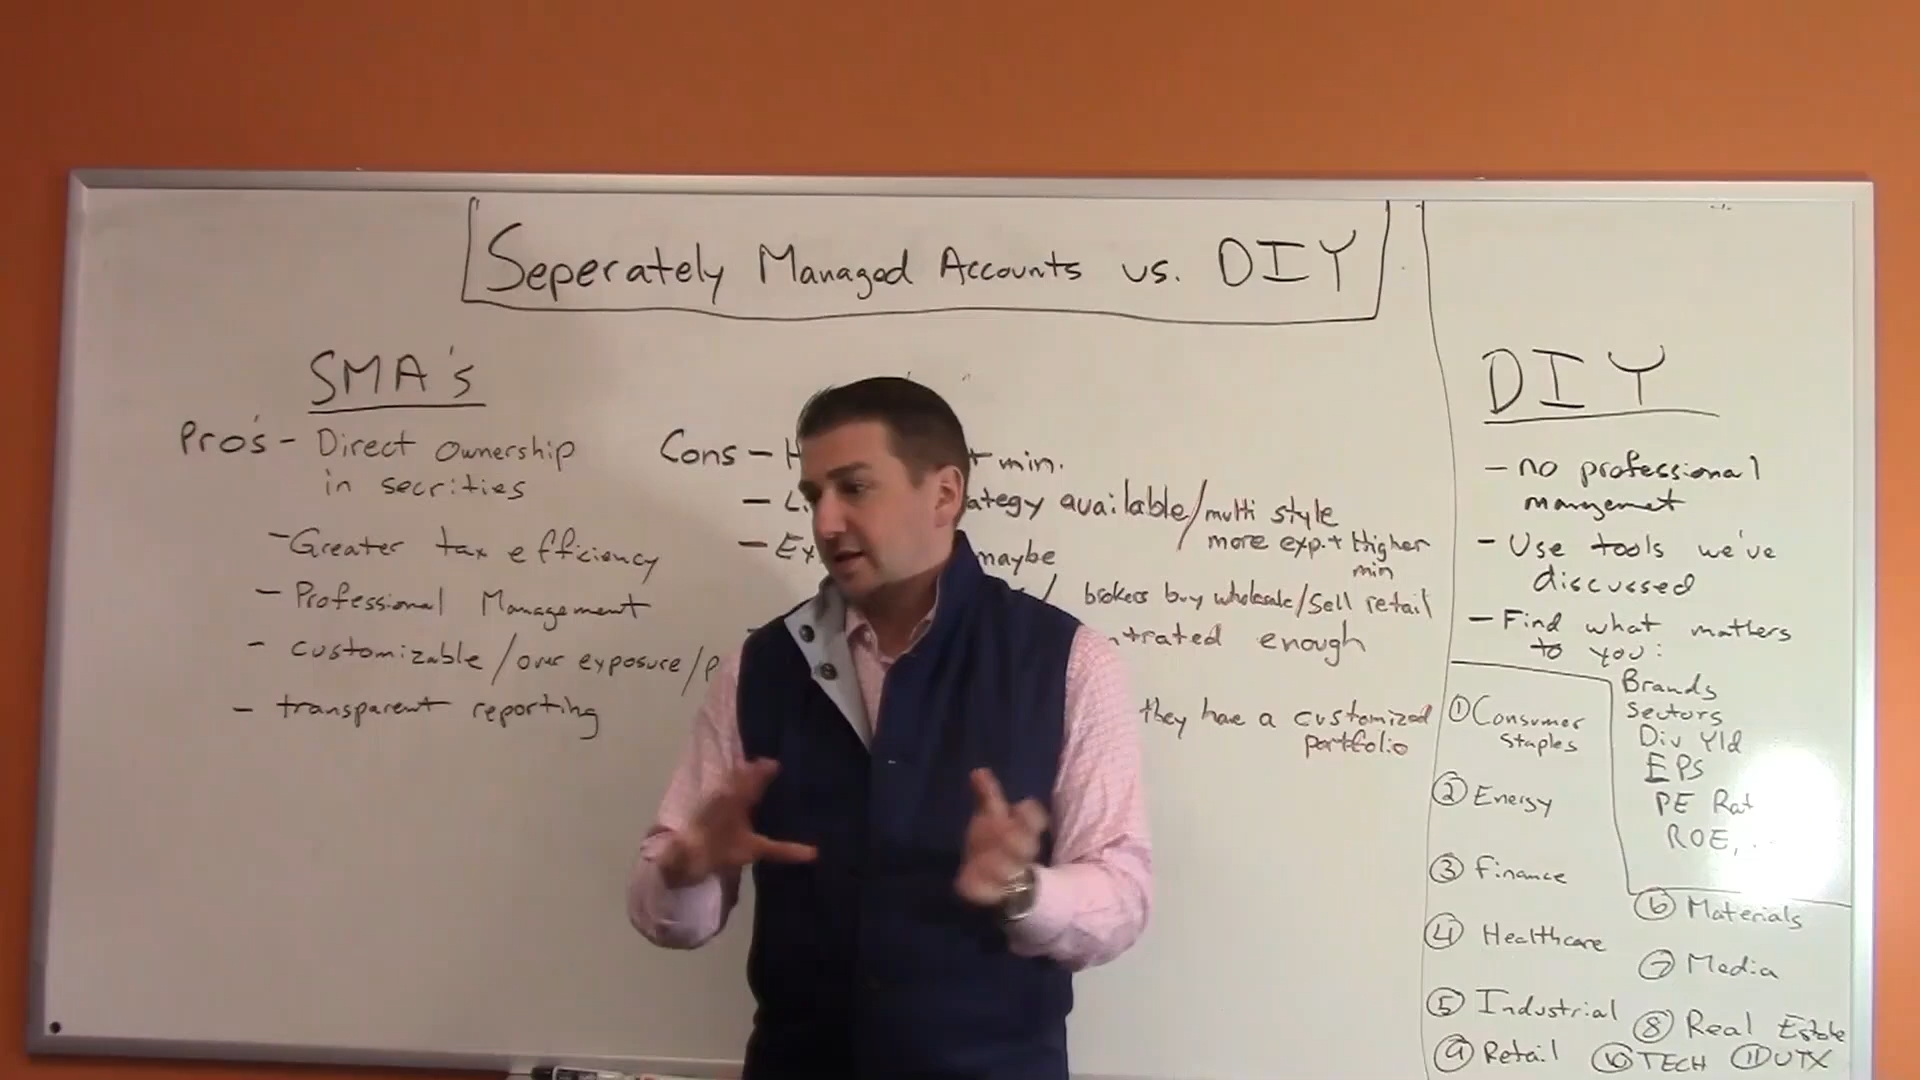 Seperately Managed Accounts vs. DIY
SMA's
Pro's - Direct ownership
in secrities
- Greater tax efficiency
- Professional Management
- customizable / over exposure /
- transparent reporting
Cons -
min.
- available / multi style
more exp. + Higher
min
- maybe
/ brokers buy wholesale / sell retail
enough
they have a customized
portfolio
DIY
- no professional
mangemet
- Use tools we've
discussed
- Find what matters
to you:
Brands
Sectors
Div Yld
EPS
PE Rat
ROE, ..
① Consumer
staples
② Energy
③ Finance
④ Healthcare
⑤ Industrial
⑥ Materials
⑦ Media
⑧ Real Estate
⑨ Retail ⑩ TECH ⑪ UTX